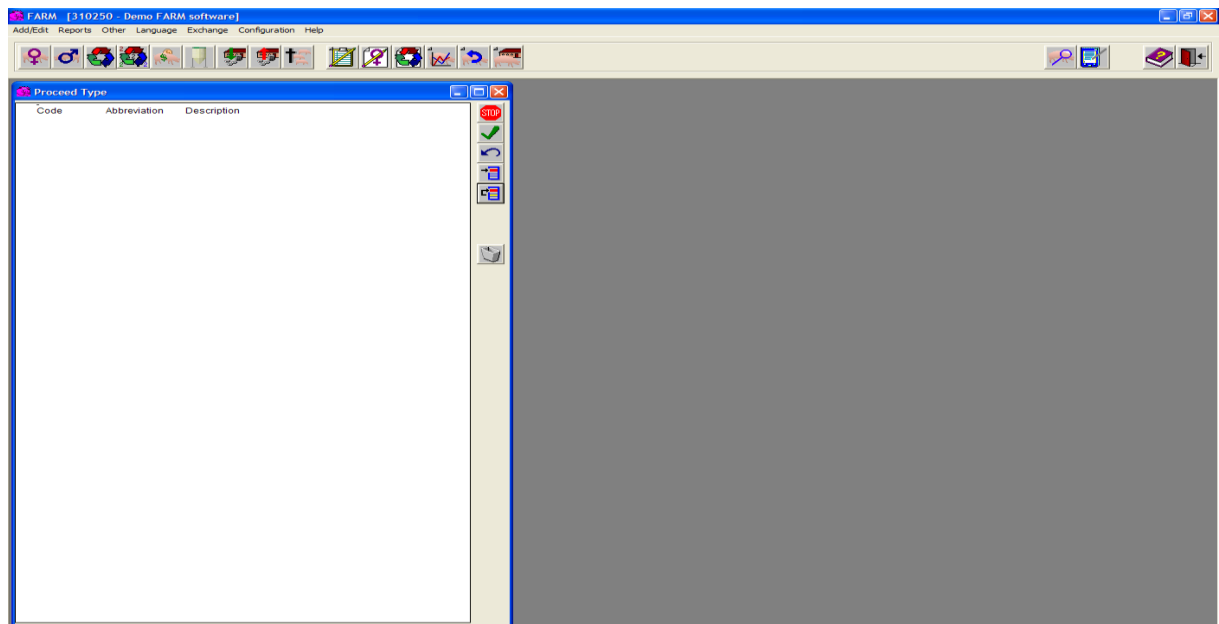 FARM [310250 - Demo FARM software]
Add/Edit Reports Other Language Exchange Configuration Help
Proceed Type
Code Abbreviation Description
STOP